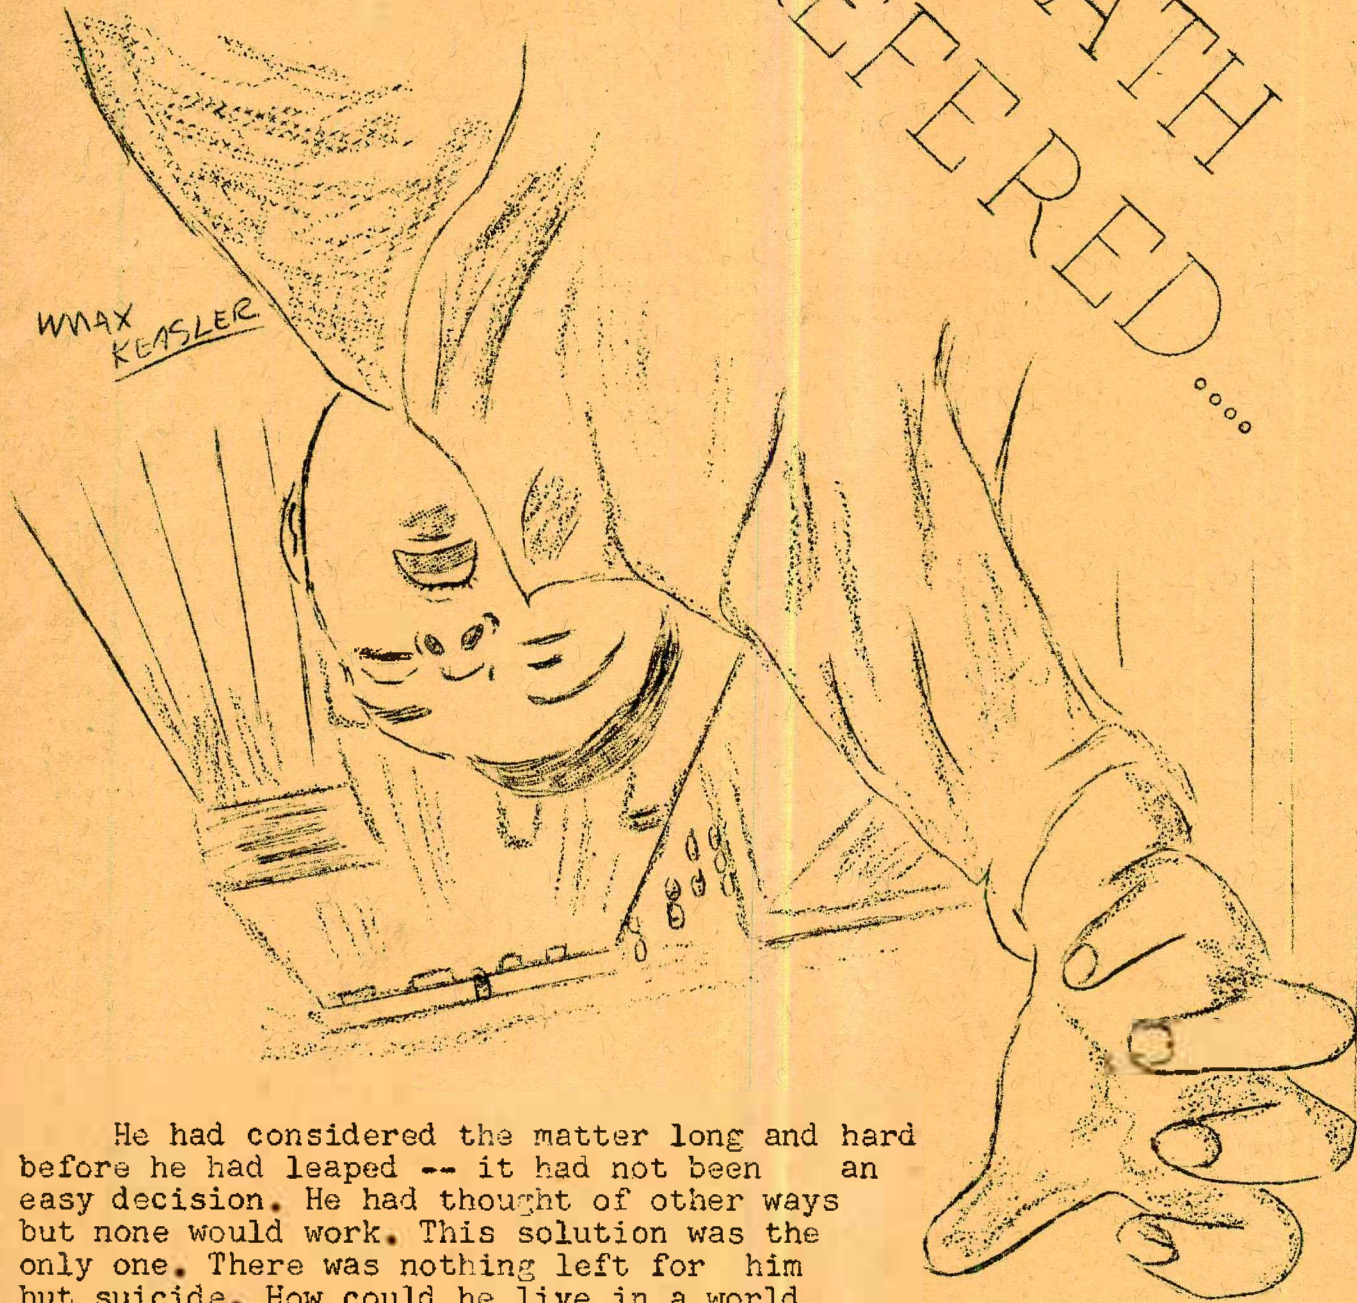 ATH
EFERED....
WMAX
KEASLER
He had considered the matter long and hard
before he had leaped -- it had not been an
easy decision. He had thought of other ways
but none would work. This solution was the
only one. There was nothing left for him
but suicide. How could he live in a world